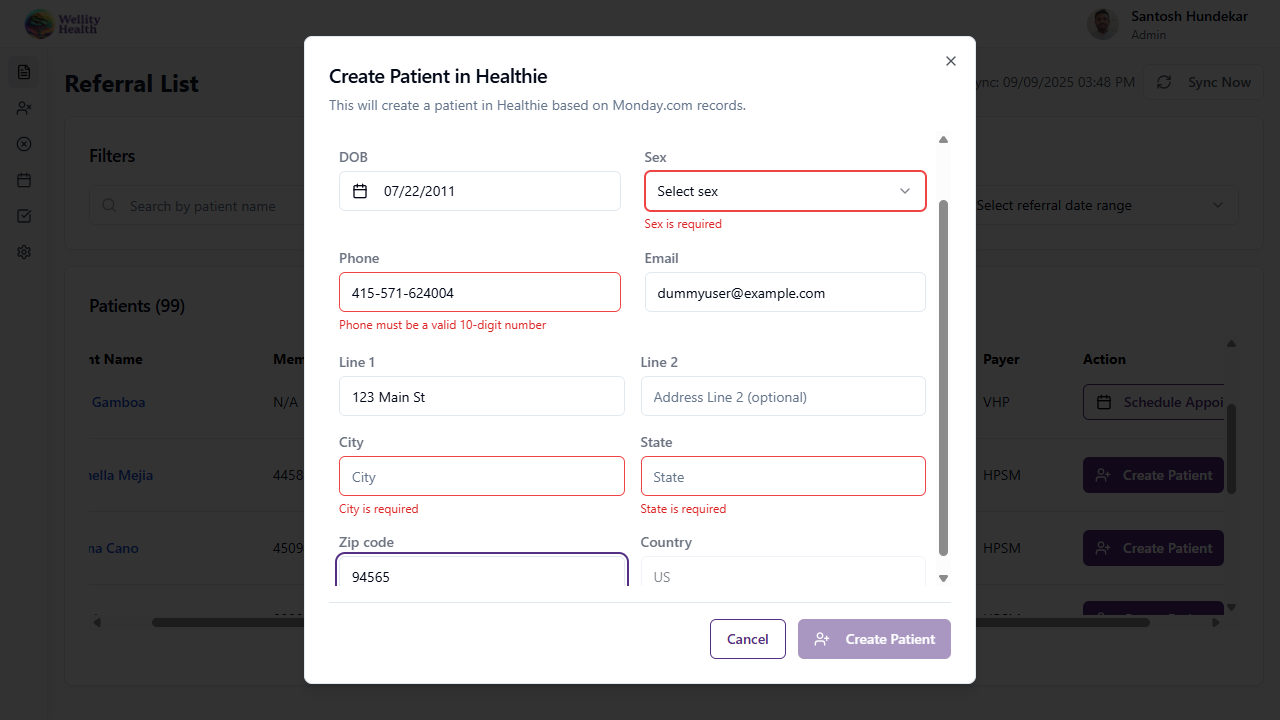 Wellity
Health
Santosh Hundekar
Admin
Referral List
ync: 09/09/2025 03:48 PM
Sync Now
Filters
Search by patient name
Select referral date range
Patients (99)
nt Name
Mem
Payer
Action
Gamboa
N/A
VHP
Schedule Appoi
nella Mejia
4458
HPSM
Create Patient
na Cano
4509
HPSM
Create Patient
Create Patient in Healthie
This will create a patient in Healthie based on Monday.com records.
DOB
Sex
07/22/2011
Select sex
Sex is required
Phone
Email
415-571-624004
dummyuser@example.com
Phone must be a valid 10-digit number
Line 1
Line 2
123 Main St
Address Line 2 (optional)
City
State
City
State
City is required
State is required
Zip code
Country
94565
US
Cancel
Create Patient